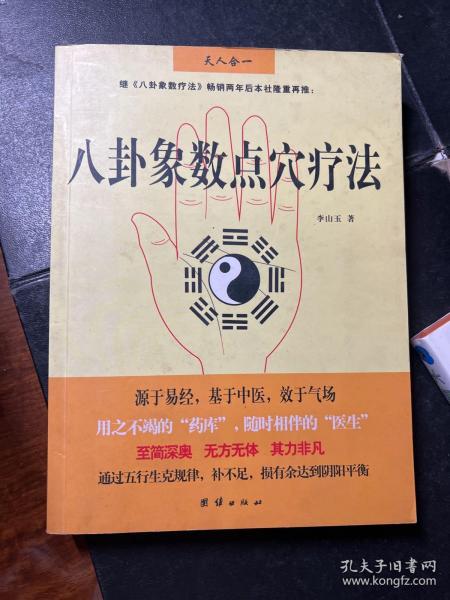 天人合一
继《八卦象数疗法》畅销两年后本社隆重再推:
八卦象数点穴疗法
李山玉 著
源于易经,基于中医,效于气场
用之不竭的“药库”,随时相伴的“医生”
至简深奥 无方无体 其力非凡
通过五行生克规律,补不足,损有余达到阴阳平衡
团结出版社
孔夫子旧书网
www.kongfz.com